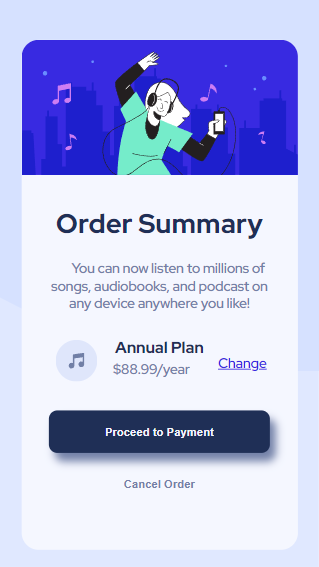 Order Summary
You can now listen to millions of
songs, audiobooks, and podcast on
any device anywhere you like!
Annual Plan
$88.99/year
Change
Proceed to Payment
Cancel Order